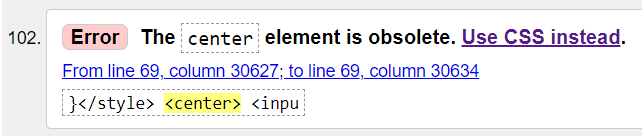 102. Error The center element is obsolete. Use CSS instead.
From line 69, column 30627; to line 69, column 30634
}</style> <center> <inpu